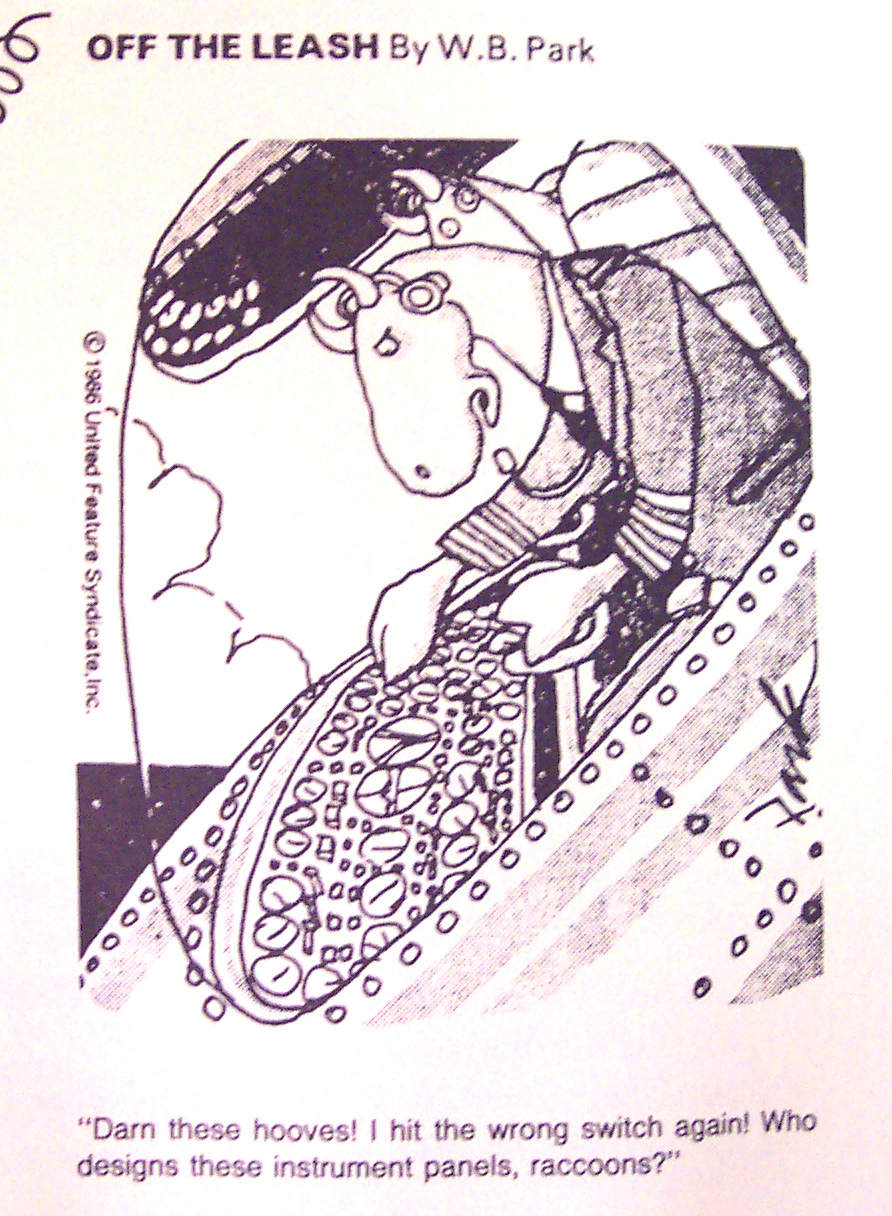 OFF THE LEASH By W.B. Park
© 1986 United Feature Syndicate, Inc.
PARK
"Darn these hooves! I hit the wrong switch again! Who
designs these instrument panels, raccoons?"